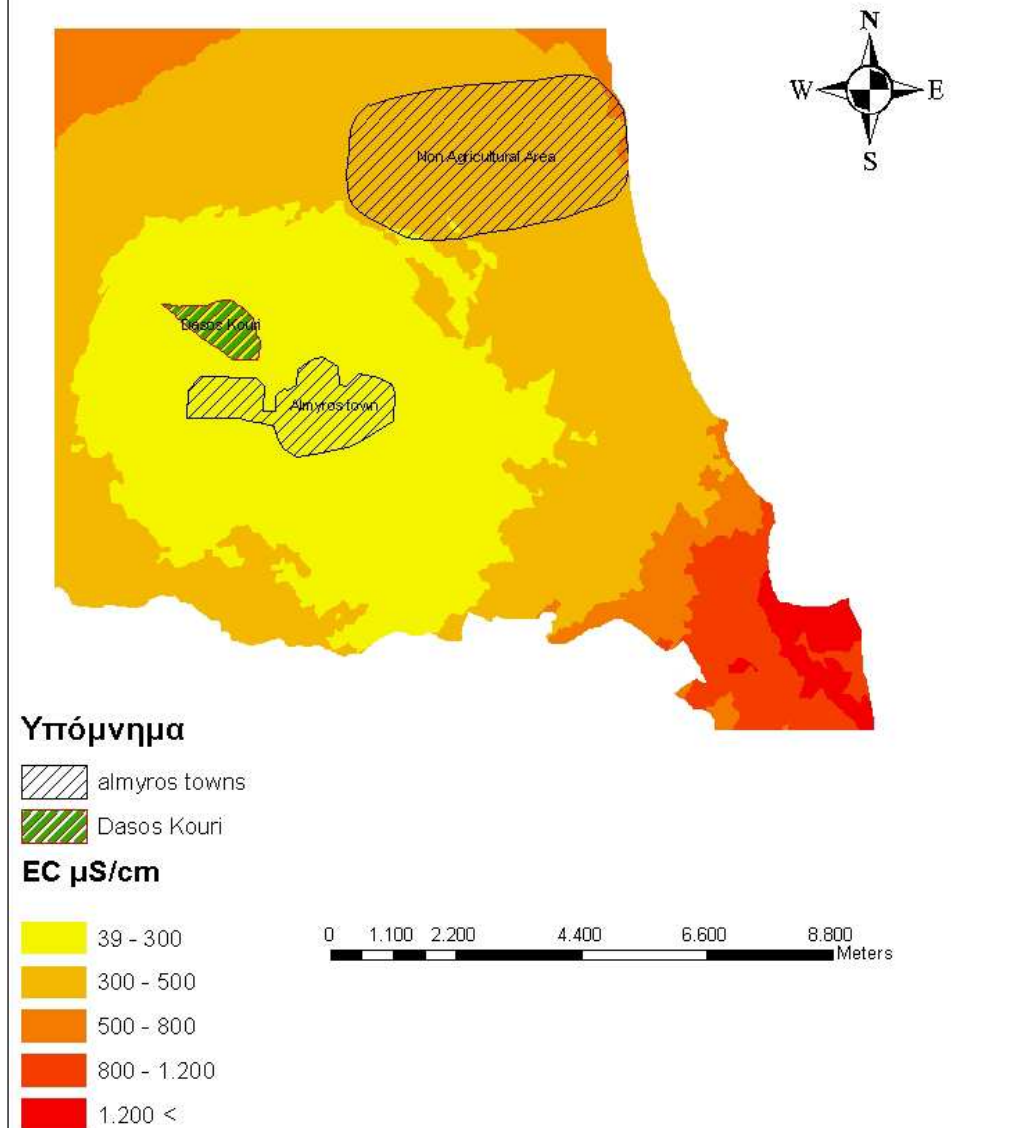 N
W E
S
Non Agricultural Area
Dasos Kouri
Almyros town
Υπόμνημα
almyros towns
Dasos Kouri
EC µS/cm
39 - 300
300 - 500
500 - 800
800 - 1.200
1.200 <
0 1.100 2.200 4.400 6.600 8.800
Meters